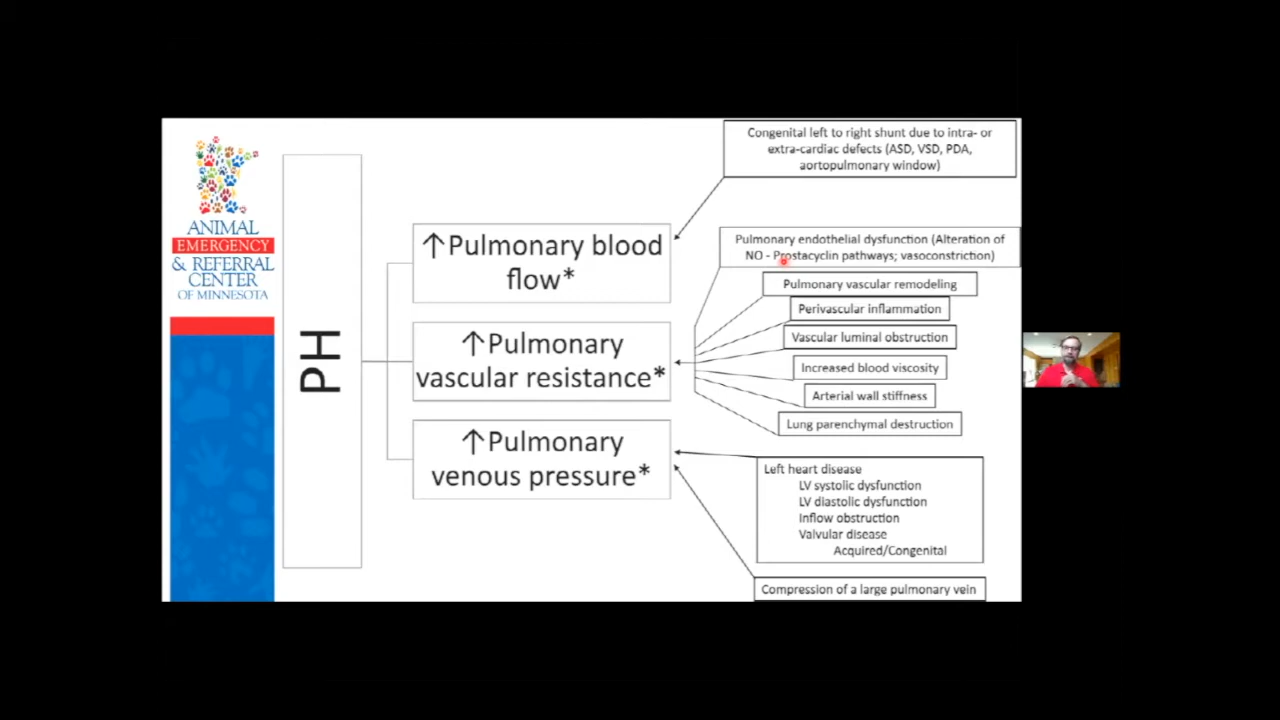 ANIMAL
EMERGENCY
& REFERRAL
CENTER
OF MINNESOTA
PH
↑Pulmonary blood
flow*
↑Pulmonary
vascular resistance*
↑Pulmonary
venous pressure*
Congenital left to right shunt due to intra- or
extra-cardiac defects (ASD, VSD, PDA,
aortopulmonary window)
Pulmonary endothelial dysfunction (Alteration of
NO - Prostacyclin pathways; vasoconstriction)
Pulmonary vascular remodeling
Perivascular inflammation
Vascular luminal obstruction
Increased blood viscosity
Arterial wall stiffness
Lung parenchymal destruction
Left heart disease
LV systolic dysfunction
LV diastolic dysfunction
Inflow obstruction
Valvular disease
Acquired/Congenital
Compression of a large pulmonary vein